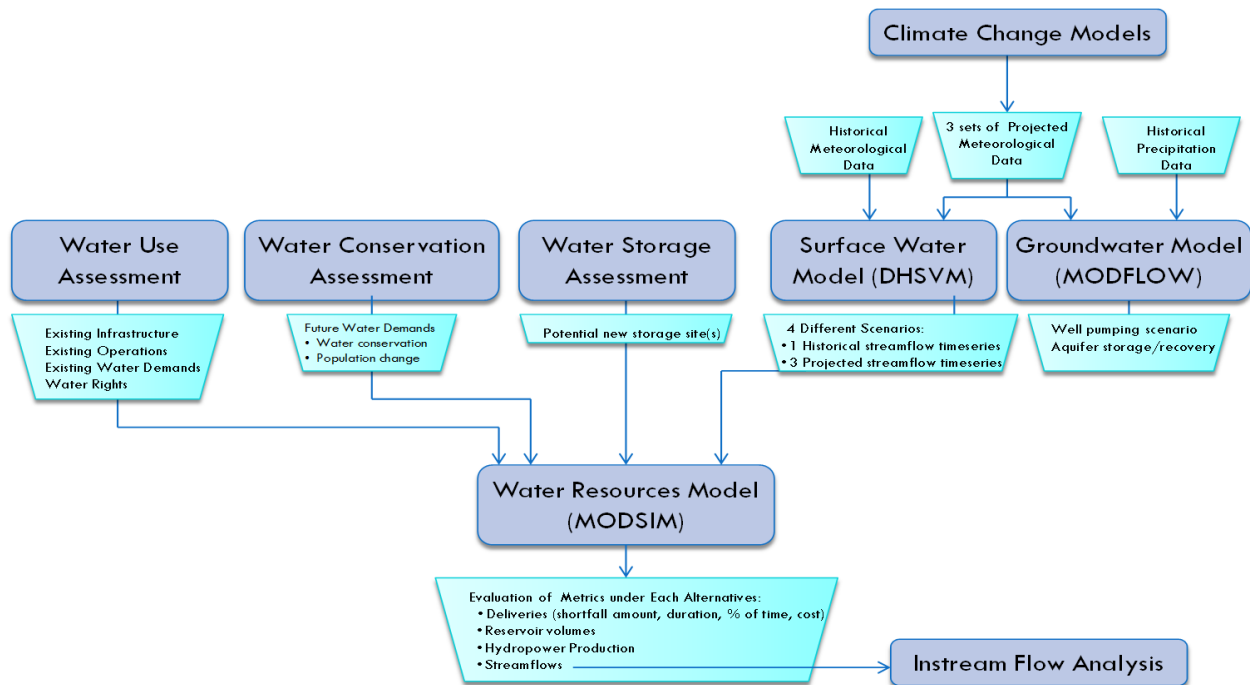 Climate Change Models
Historical
Meteorological
Data
3 sets of Projected
Meteorological
Data
Historical
Precipitation
Data
Water Use
Assessment
Water Conservation
Assessment
Water Storage
Assessment
Surface Water
Model (DHSVM)
Groundwater Model
(MODFLOW)
Existing Infrastructure
Existing Operations
Existing Water Demands
Water Rights
Future Water Demands
• Water conservation
• Population change
Potential new storage site(s)
4 Different Scenarios:
• 1 Historical streamflow timeseries
• 3 Projected streamflow timeseries
Well pumping scenario
Aquifer storage/recovery
Water Resources Model
(MODSIM)
Evaluation of Metrics under Each Alternatives:
• Deliveries (shortfall amount, duration, % of time, cost)
• Reservoir volumes
• Hydropower Production
• Streamflows
Instream Flow Analysis